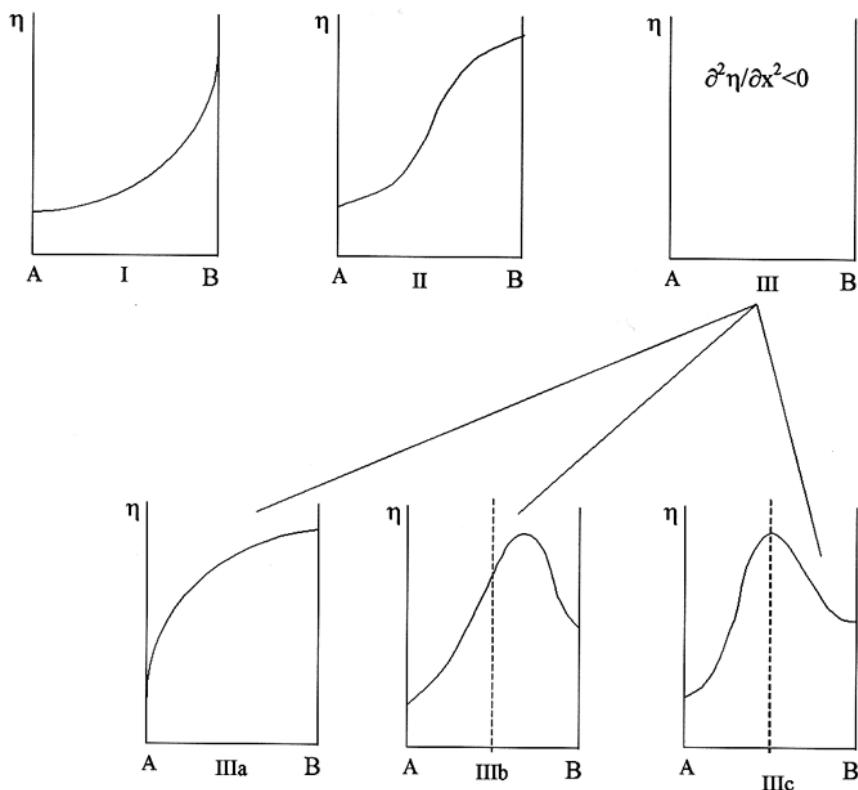 η
η
η
∂²η/∂x²<0
A I B
A II B
A III B
η
η
η
A IIIa B
A IIIb B
A IIIc B